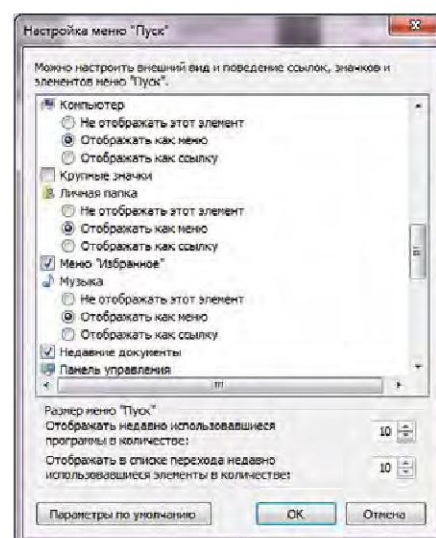 Настройка меню "Пуск"
Можно настроить внешний вид и поведение ссылок, значков и
элементов меню "Пуск".
Компьютер
Не отображать этот элемент
Отображать как меню
Отображать как ссылку
Крупные значки
Личная папка
Не отображать этот элемент
Отображать как меню
Отображать как ссылку
Меню "Избранное"
Музыка
Не отображать этот элемент
Отображать как меню
Отображать как ссылку
Недавние документы
Панель управления
Размер меню "Пуск"
Отображать недавно использовавшиеся
программы в количестве:
10
Отображать в списке перехода недавно
использовавшиеся элементы в количестве:
10
Параметры по умолчанию
ОК
Отмена